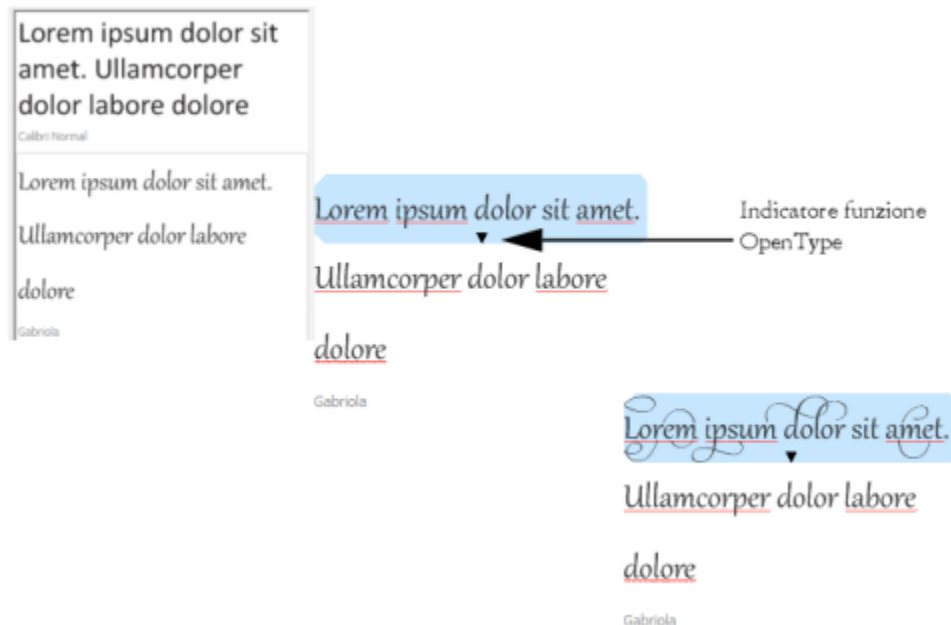 Lorem ipsum dolor sit
amet. Ullamcorper
dolor labore dolore
Calibri Normal
Lorem ipsum dolor sit amet.
Ullamcorper dolor labore
dolore
Gabriola
Lorem ipsum dolor sit amet.
Ullamcorper dolor labore
dolore
Gabriola
Indicatore funzione
OpenType
Lorem ipsum dolor sit amet.
Ullamcorper dolor labore
dolore
Gabriola